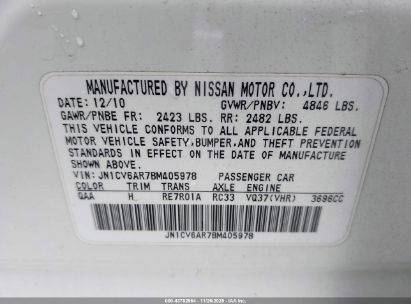 MANUFACTURED BY NISSAN MOTOR CO.,LTD.
DATE: 12/10 GVWR/PNBV: 4846 LBS.
GAWR/PNBE FR: 2423 LBS. RR: 2482 LBS.
THIS VEHICLE CONFORMS TO ALL APPLICABLE FEDERAL
MOTOR VEHICLE SAFETY, BUMPER, AND THEFT PREVENTION
STANDARDS IN EFFECT ON THE DATE OF MANUFACTURE
SHOWN ABOVE.
VIN: JN1CV6AR7BM405978 PASSENGER CAR
COLOR TRIM TRANS AXLE ENGINE
QAA H RE7R01A RC33 VQ37(VHR) 3696CC
JN1CV6AR7BM405978